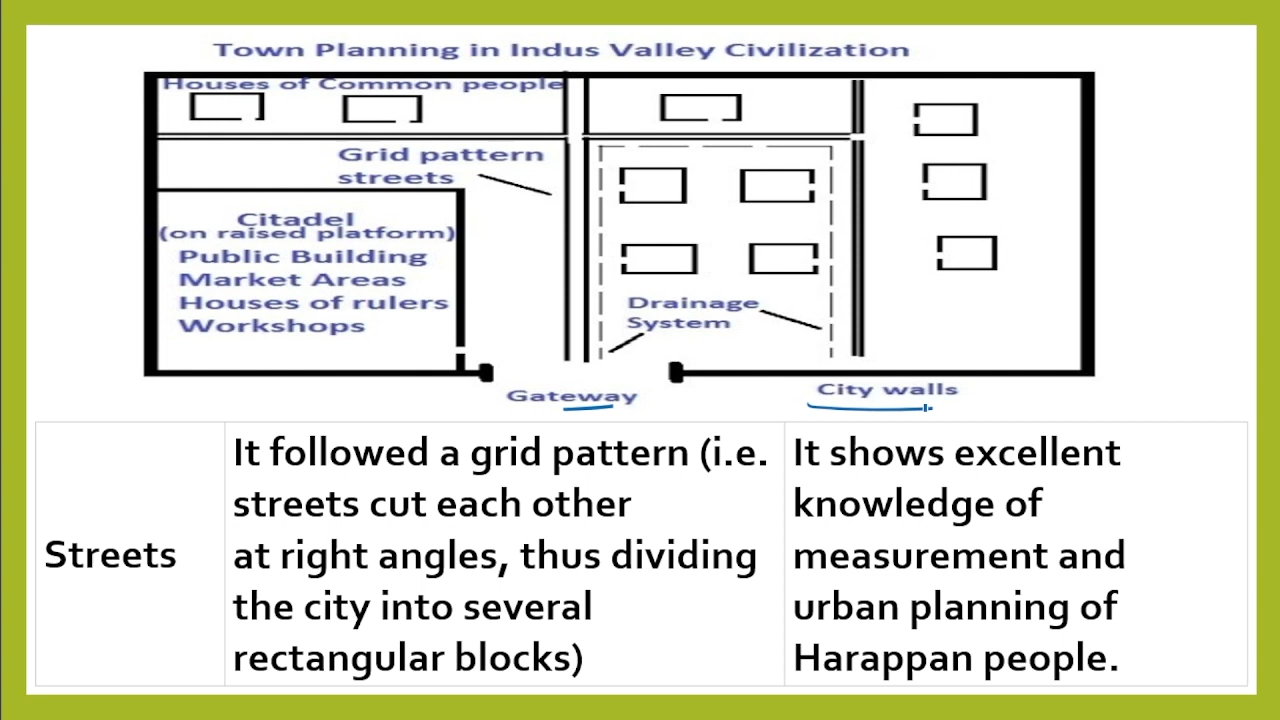 Town Planning in Indus Valley Civilization
Houses of Common people
Grid pattern
streets
Citadel
(on raised platform)
Public Building
Market Areas
Houses of rulers
Workshops
Drainage
System
Gateway
City walls
Streets
It followed a grid pattern (i.e.
streets cut each other
at right angles, thus dividing
the city into several
rectangular blocks)
It shows excellent
knowledge of
measurement and
urban planning of
Harappan people.